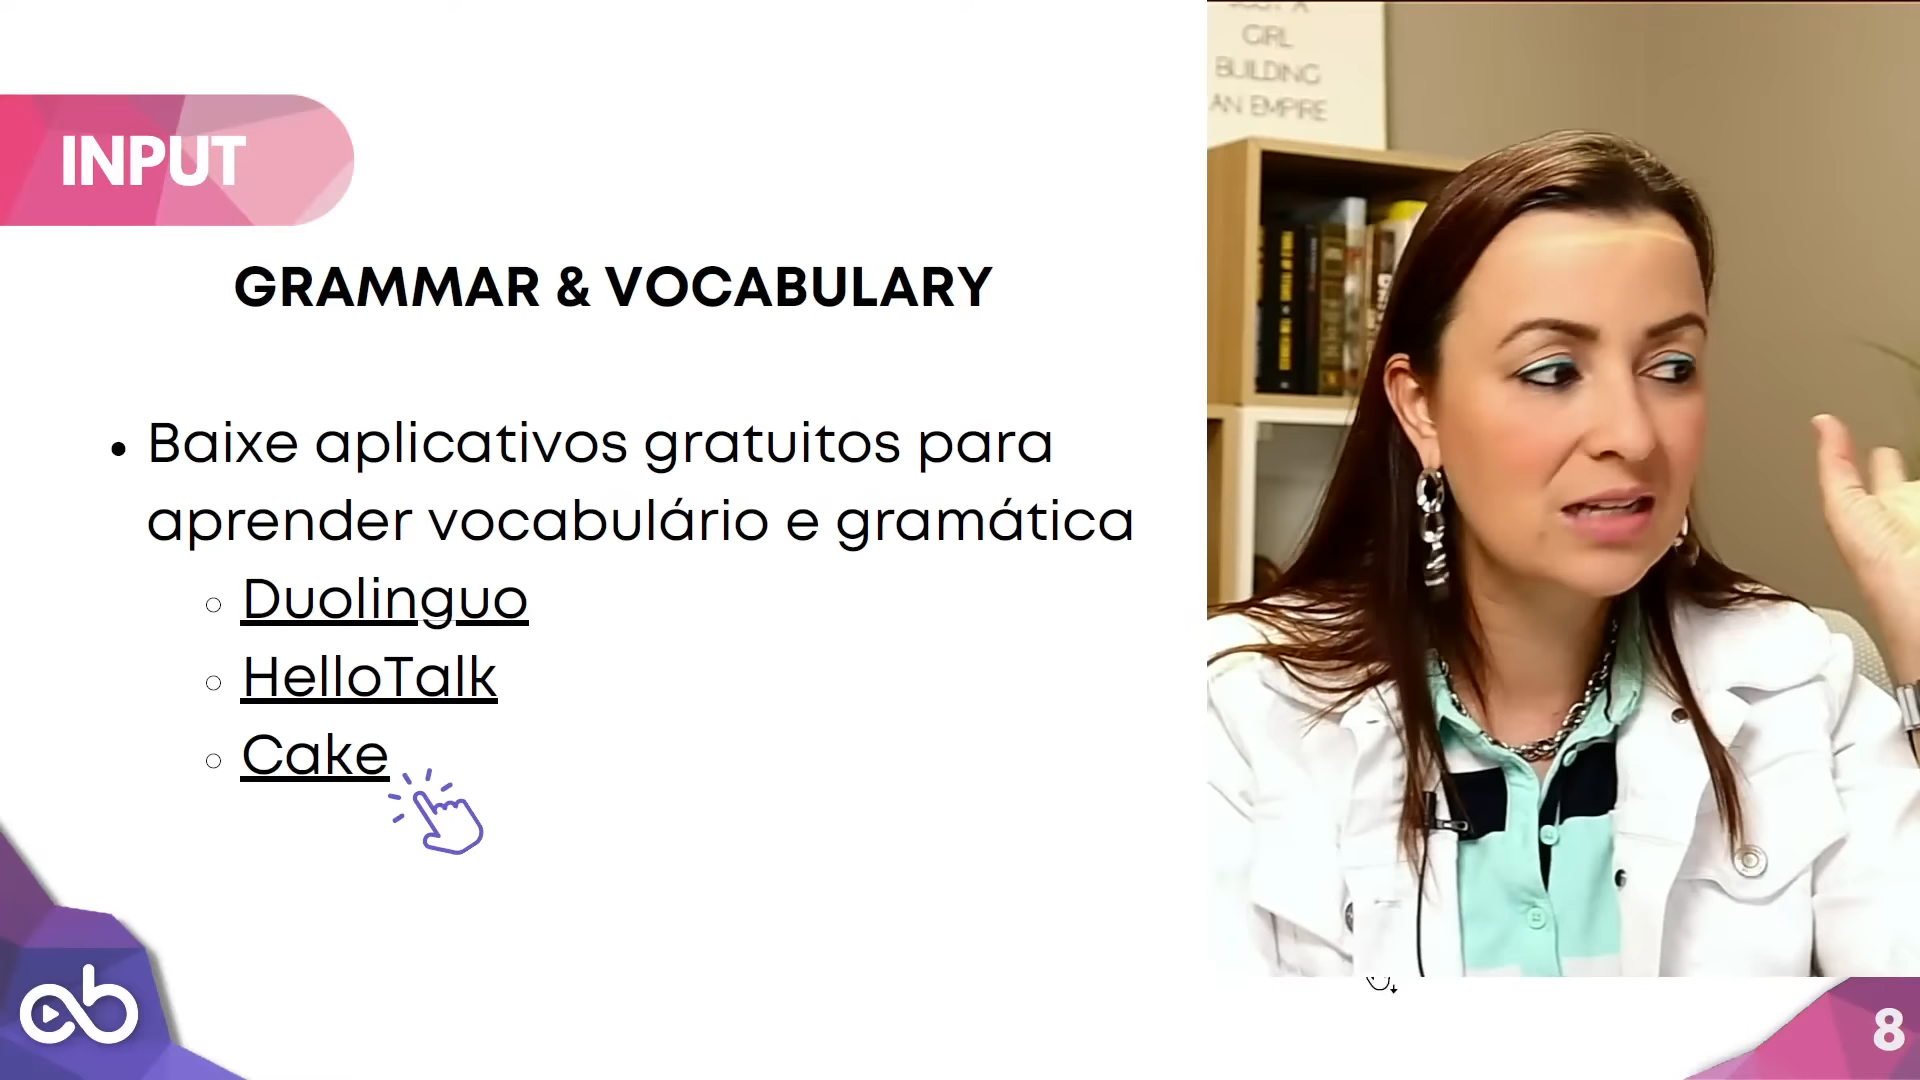 INPUT
GRAMMAR & VOCABULARY
• Baixe aplicativos gratuitos para
aprender vocabulário e gramática
○ Duolinguo
○ HelloTalk
○ Cake
GIRL
BUILDING
AN EMPIRE
8